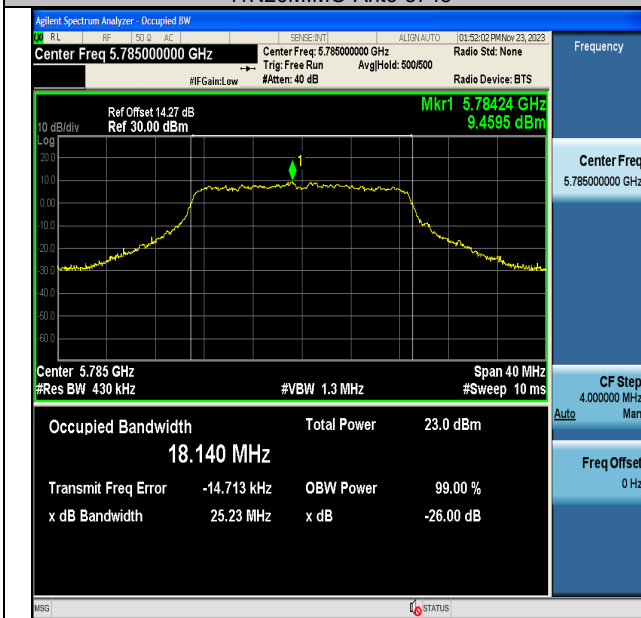 Agilent Spectrum Analyzer - Occupied BW
RL RF 50 Ω AC SENSE:INT ALIGN AUTO 01:52:02 PM Nov 23, 2023
Center Freq 5.785000000 GHz
Center Freq: 5.785000000 GHz
Radio Std: None
Trig: Free Run Avg|Hold: 500/500
#IFGain:Low #Atten: 40 dB Radio Device: BTS
Frequency
Mkr1 5.78424 GHz
9.4595 dBm
Ref Offset 14.27 dB
10 dB/div Ref 30.00 dBm
Log
20.0
10.0
0.00
-10.0
-20.0
-30.0
-40.0
-50.0
-60.0
1
Center Freq
5.785000000 GHz
Center 5.785 GHz Span 40 MHz
#Res BW 430 kHz #VBW 1.3 MHz #Sweep 10 ms
CF Step
4.000000 MHz
Auto Man
Occupied Bandwidth Total Power 23.0 dBm
18.140 MHz
Transmit Freq Error -14.713 kHz OBW Power 99.00 %
x dB Bandwidth 25.23 MHz x dB -26.00 dB
Freq Offset
0 Hz
MSG STATUS